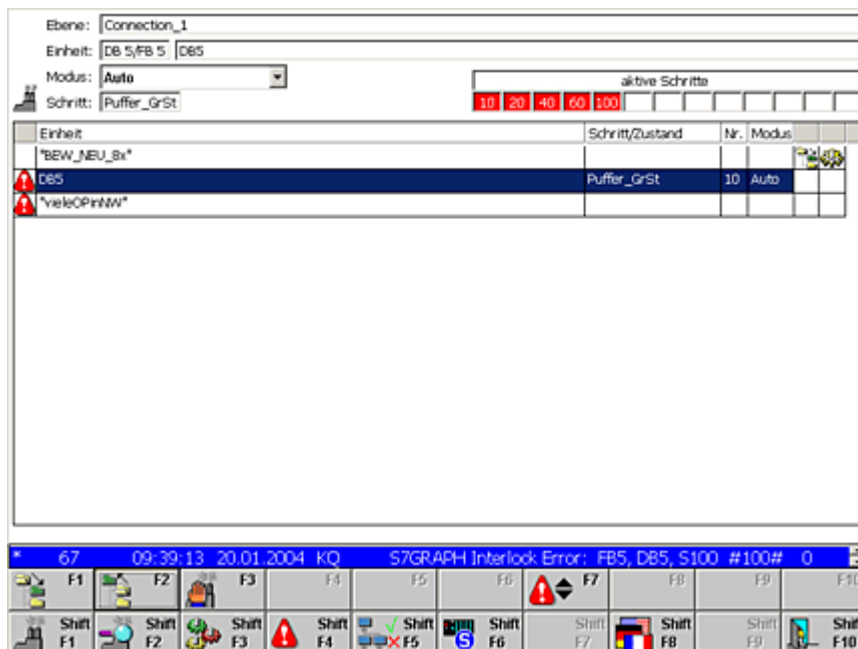 Ebene: Connection_1
Einheit: DB 5/FB 5 DB5
Modus: Auto
aktive Schritte
Schritt: Puffer_GrSt 10 20 40 60 100
Einheit Schritt/Zustand Nr. Modus
"BEW_NEU_8x"
DB5 Puffer_GrSt 10 Auto
"vieleOPinNW"
* 67 09:39:13 20.01.2004 KQ S7GRAPH Interlock Error: FB5, DB5, S100 #100# 0
F1 F2 F3 F4 F5 F6 F7 F8 F9 F10
Shift Shift Shift Shift Shift Shift Shift Shift Shift Shift
F1 F2 F3 F4 F5 S F6 F7 F8 F9 F10